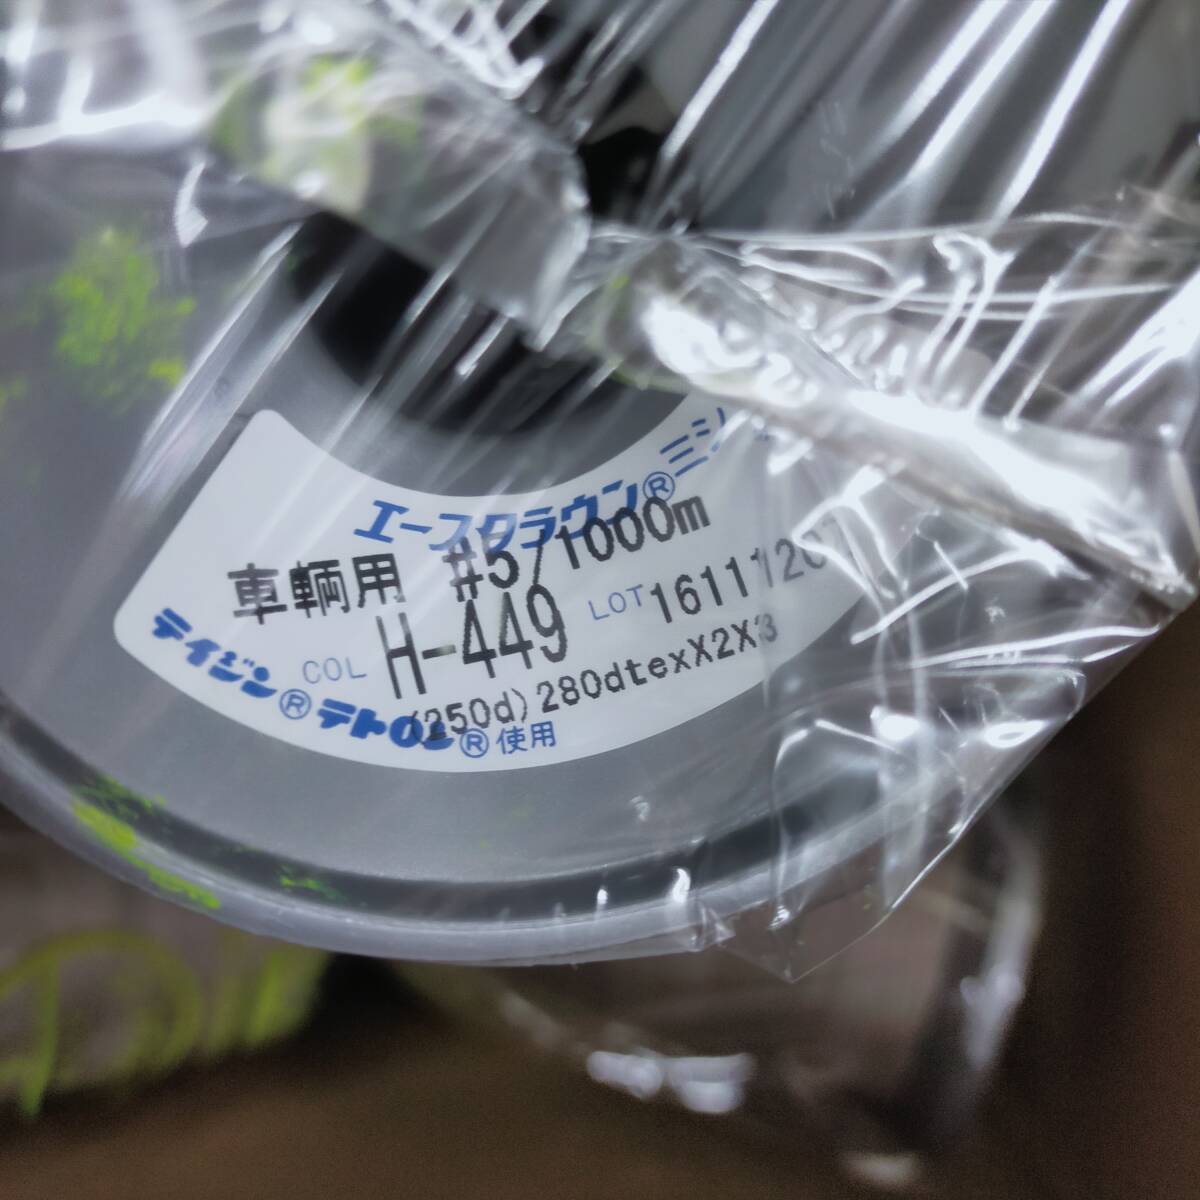 エースクラウン®ミシ
車輌用 #5/1000m
COL H-449 LOT 1611120
(250d) 280dtexX2X3
テイジン®テトロン®使用